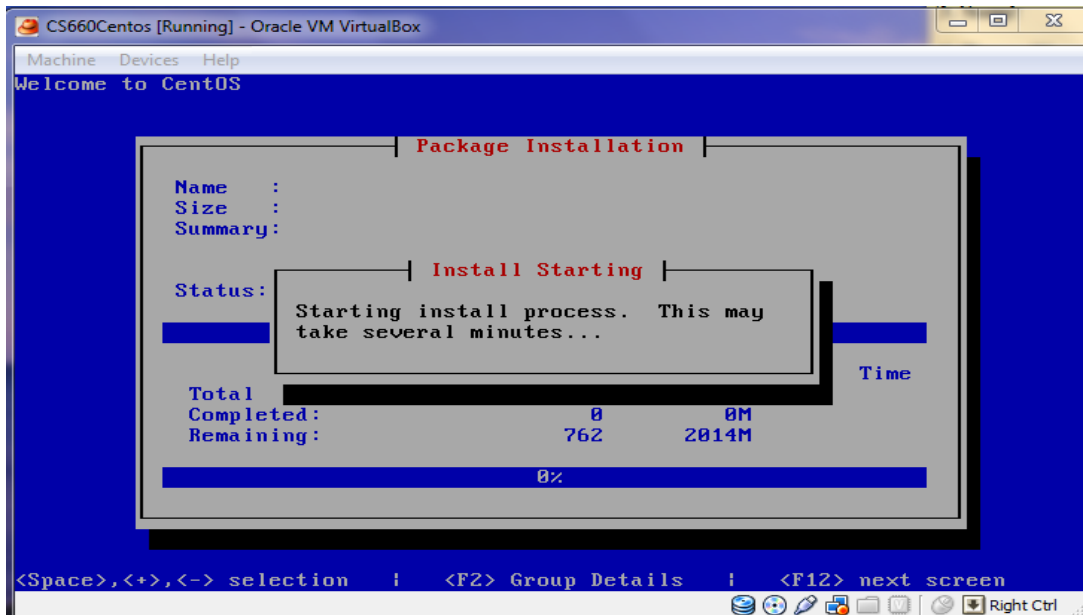 CS660Centos [Running] - Oracle VM VirtualBox
Machine Devices Help
Welcome to CentOS
Package Installation
Name :
Size :
Summary:
Install Starting
Status:
Starting install process. This may
take several minutes...
Time
Total
Completed: 0 0M
Remaining: 762 2014M
0%
<Space>,<+>,<-> selection | <F2> Group Details | <F12> next screen
Right Ctrl